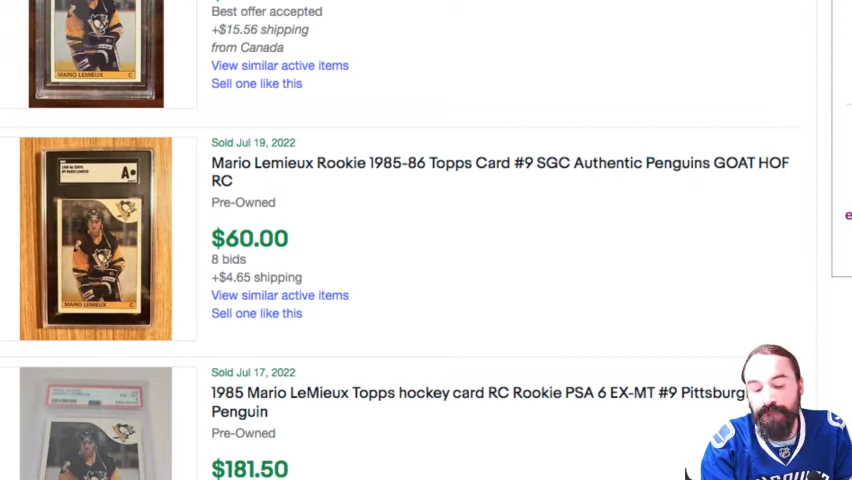 Best offer accepted
+$15.56 shipping
from Canada
View similar active items
Sell one like this
MARIO LEMIEUX C
Sold Jul 19, 2022
Mario Lemieux Rookie 1985-86 Topps Card #9 SGC Authentic Penguins GOAT HOF
RC
Pre-Owned
$60.00
8 bids
+$4.65 shipping
View similar active items
Sell one like this
A
MARIO LEMIEUX C
Sold Jul 17, 2022
1985 Mario LeMieux Topps hockey card RC Rookie PSA 6 EX-MT #9 Pittsburg
Penguin
Pre-Owned
$181.50